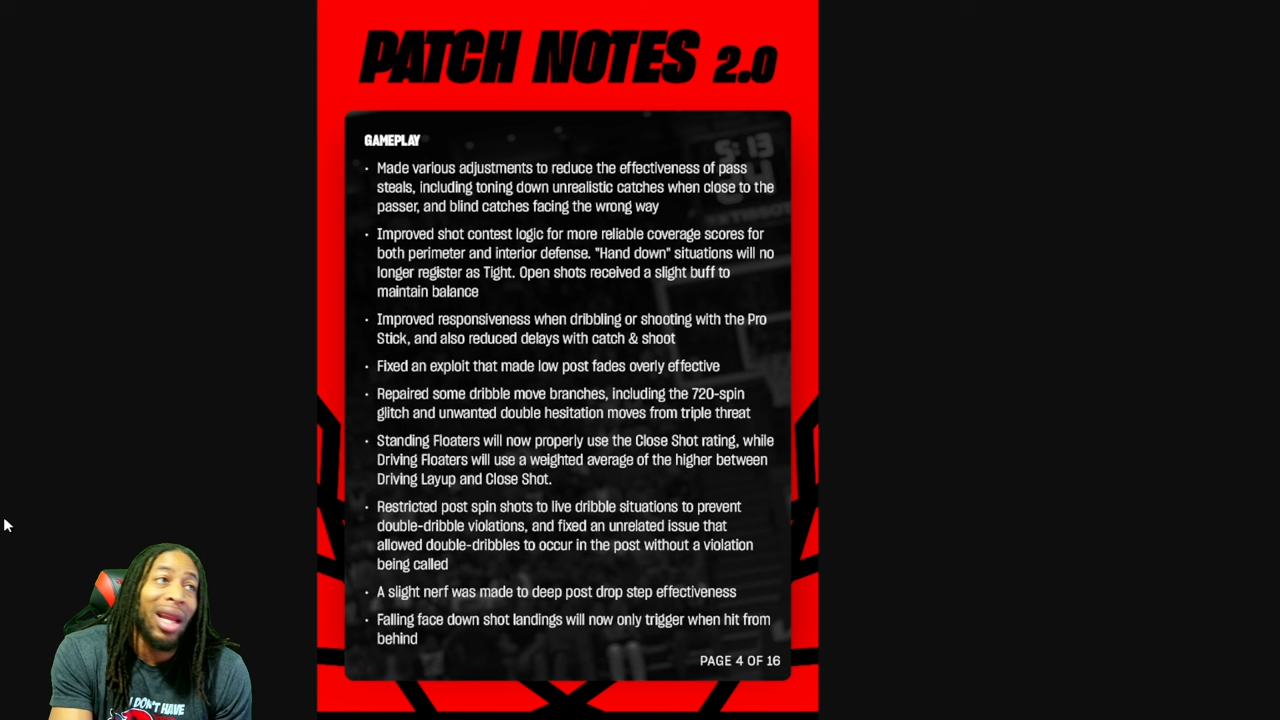 PATCH NOTES 2.0
GAMEPLAY
• Made various adjustments to reduce the effectiveness of pass
steals, including toning down unrealistic catches when close to the
passer, and blind catches facing the wrong way
• Improved shot contest logic for more reliable coverage scores for
both perimeter and interior defense. "Hand down" situations will no
longer register as Tight. Open shots received a slight buff to
maintain balance
• Improved responsiveness when dribbling or shooting with the Pro
Stick, and also reduced delays with catch & shoot
• Fixed an exploit that made low post fades overly effective
• Repaired some dribble move branches, including the 720-spin
glitch and unwanted double hesitation moves from triple threat
• Standing Floaters will now properly use the Close Shot rating, while
Driving Floaters will use a weighted average of the higher between
Driving Layup and Close Shot.
• Restricted post spin shots to live dribble situations to prevent
double-dribble violations, and fixed an unrelated issue that
allowed double-dribbles to occur in the post without a violation
being called
• A slight nerf was made to deep post drop step effectiveness
• Falling face down shot landings will now only trigger when hit from
behind
PAGE 4 OF 16
I DON'T HAVE